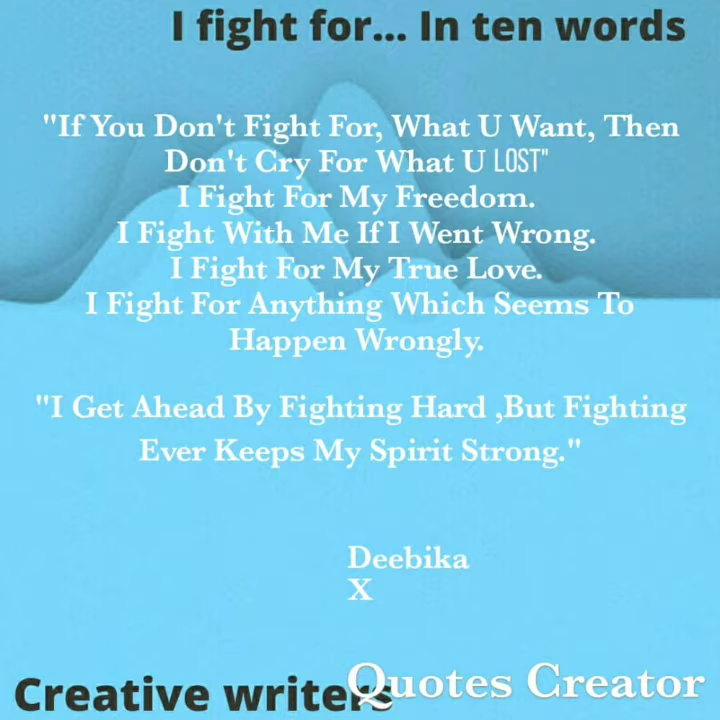 I fight for... In ten words
"If You Don't Fight For, What U Want, Then
Don't Cry For What U LOST"
I Fight For My Freedom.
I Fight With Me If I Went Wrong.
I Fight For My True Love.
I Fight For Anything Which Seems To
Happen Wrongly.
"I Get Ahead By Fighting Hard ,But Fighting
Ever Keeps My Spirit Strong."
Deebika
X
Creative writers
Quotes Creator